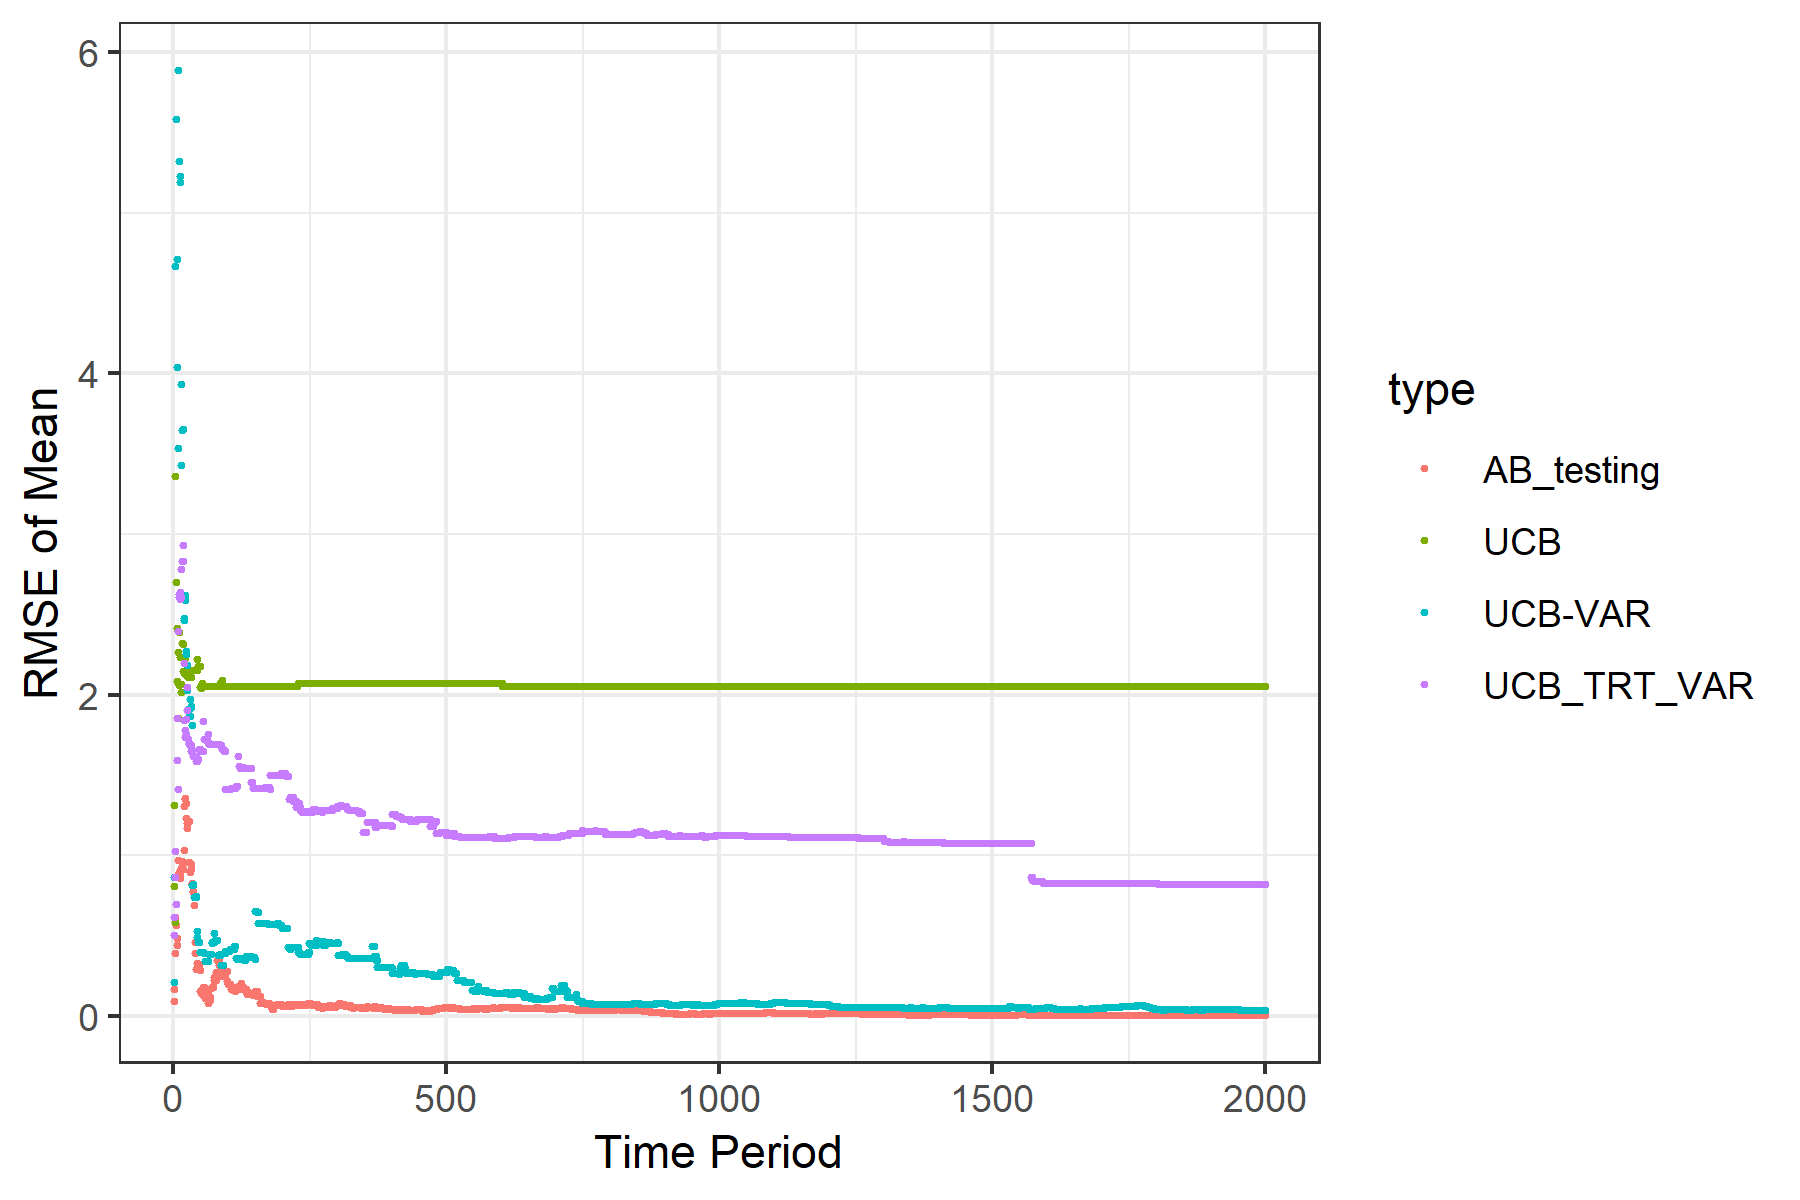 6
4
2
0
RMSE of Mean
0 500 1000 1500 2000
Time Period
type
AB_testing
UCB
UCB-VAR
UCB_TRT_VAR